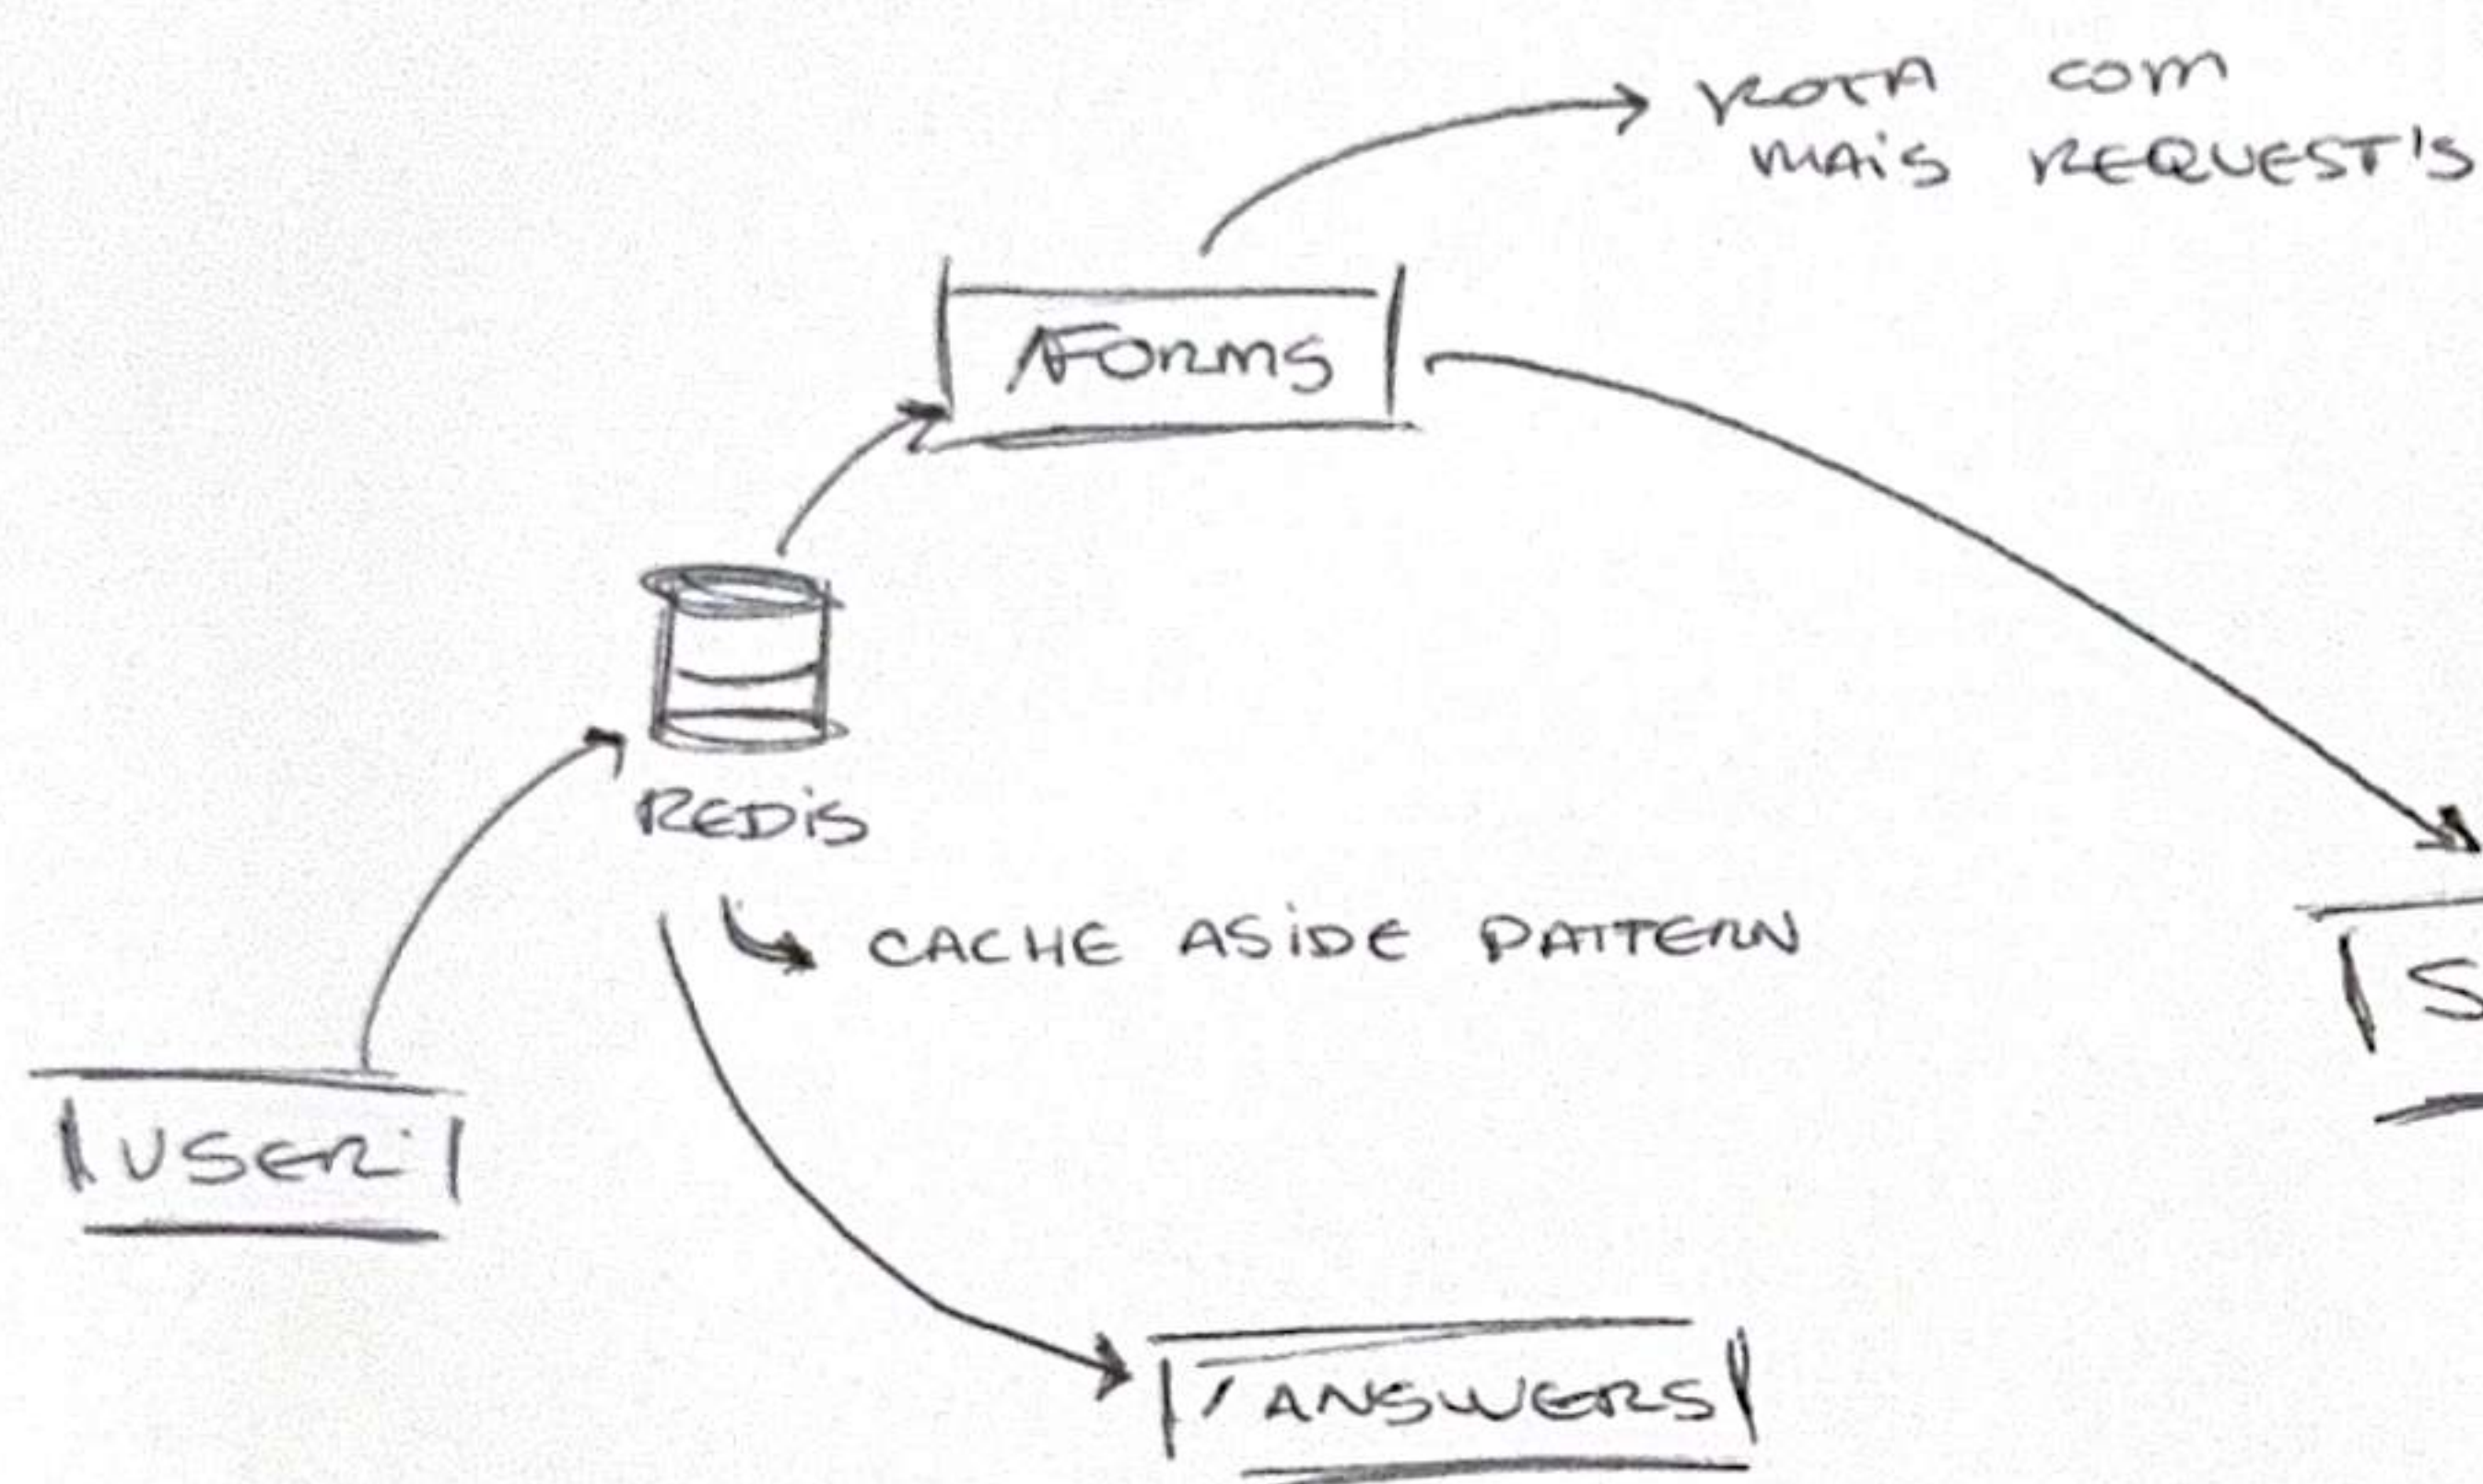 ROTA com
mais REQUEST'S
/Forms
REDiS
CACHE ASiDE PATTERN
USER
S
/ANSWERS